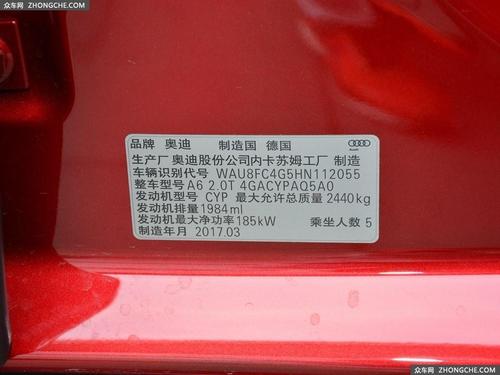 众车网 ZHONGCHE.COM
品牌 奥迪 制造国 德国
Audi
生产厂 奥迪股份公司内卡苏姆工厂 制造
车辆识别代号 WAU8FC4G5HN112055
整车型号 A6 2.0T 4GACYPAQ5A0
发动机型号 CYP 最大允许总质量 2440kg
发动机排量 1984ml
发动机最大净功率 185kW 乘坐人数 5
制造年月 2017.03
众车网 ZHONGCHE.COM